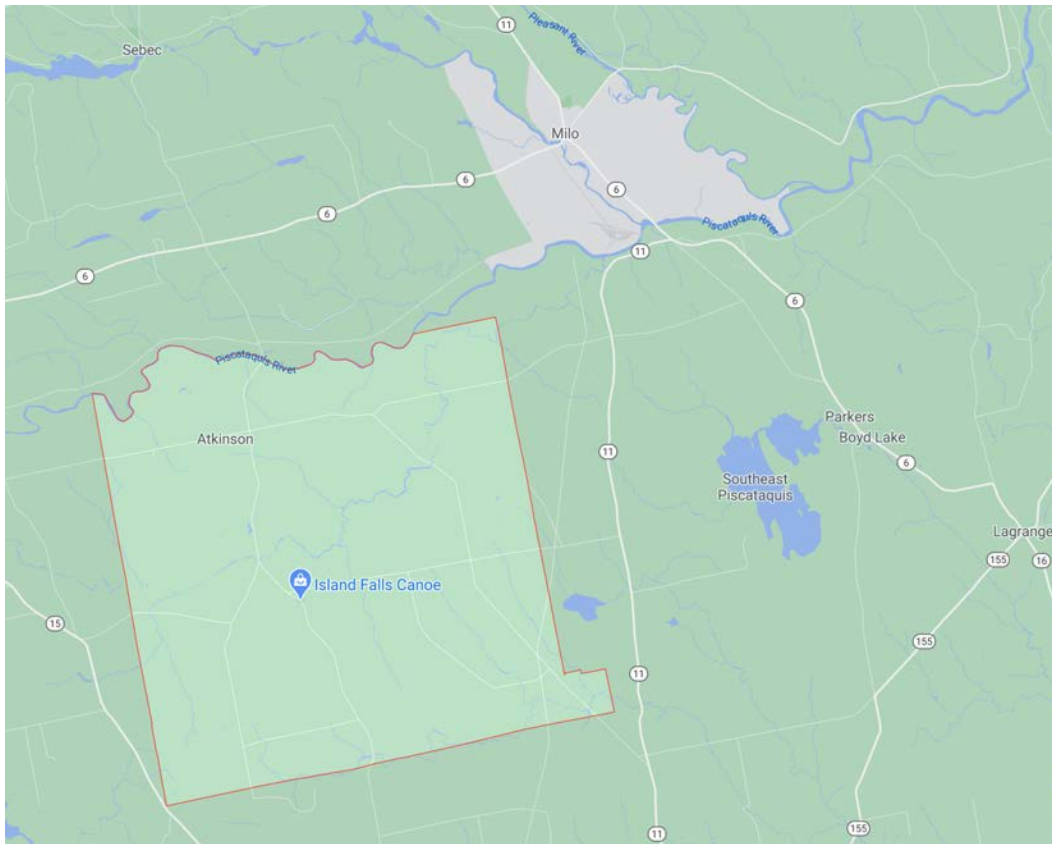 11
Pleasant River
Sebec
Milo
6
6
6
Piscataquis River
11
6
6
Piscataquis River
Parkers
Atkinson
Boyd Lake
11
6
Southeast
Piscataquis
Lagrange
155
16
Island Falls Canoe
15
155
11
155
11